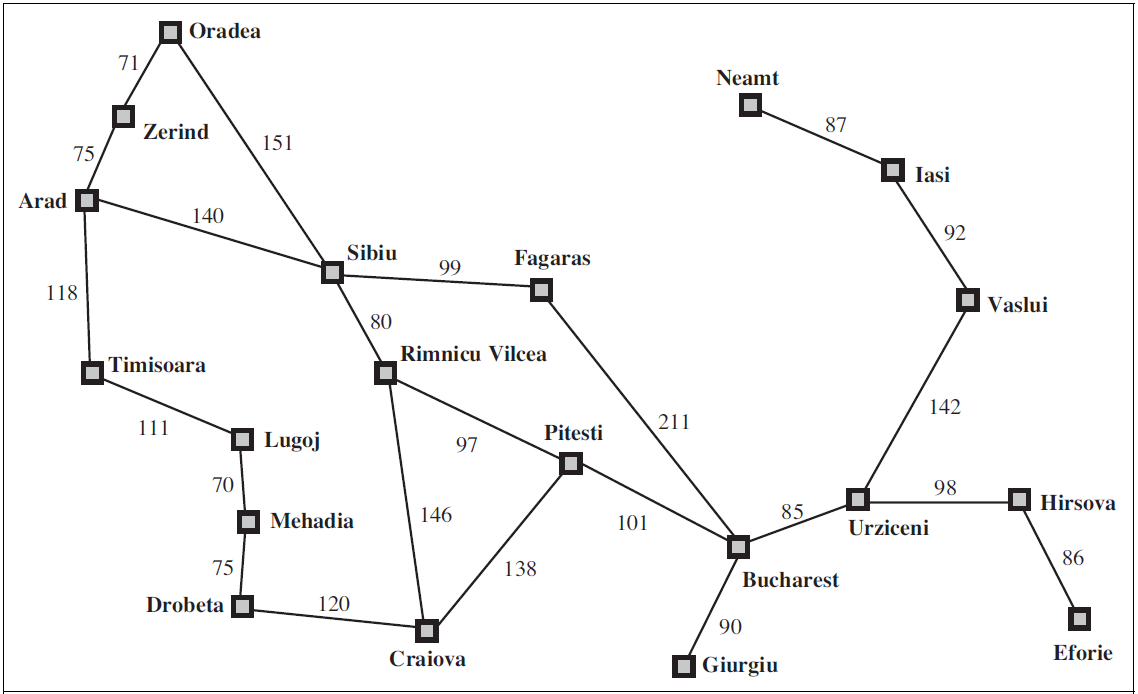 Oradea
71
Neamt
87
Zerind
151
75
Iasi
Arad
140
92
Sibiu
99
Fagaras
118
80
Vaslui
Rimnicu Vilcea
Timisoara
142
111
211
Lugoj
97
Pitesti
70
98
Mehadia
146
101
85
Hirsova
Urziceni
75
138
86
Bucharest
Drobeta
120
90
Craiova
Giurgiu
Eforie